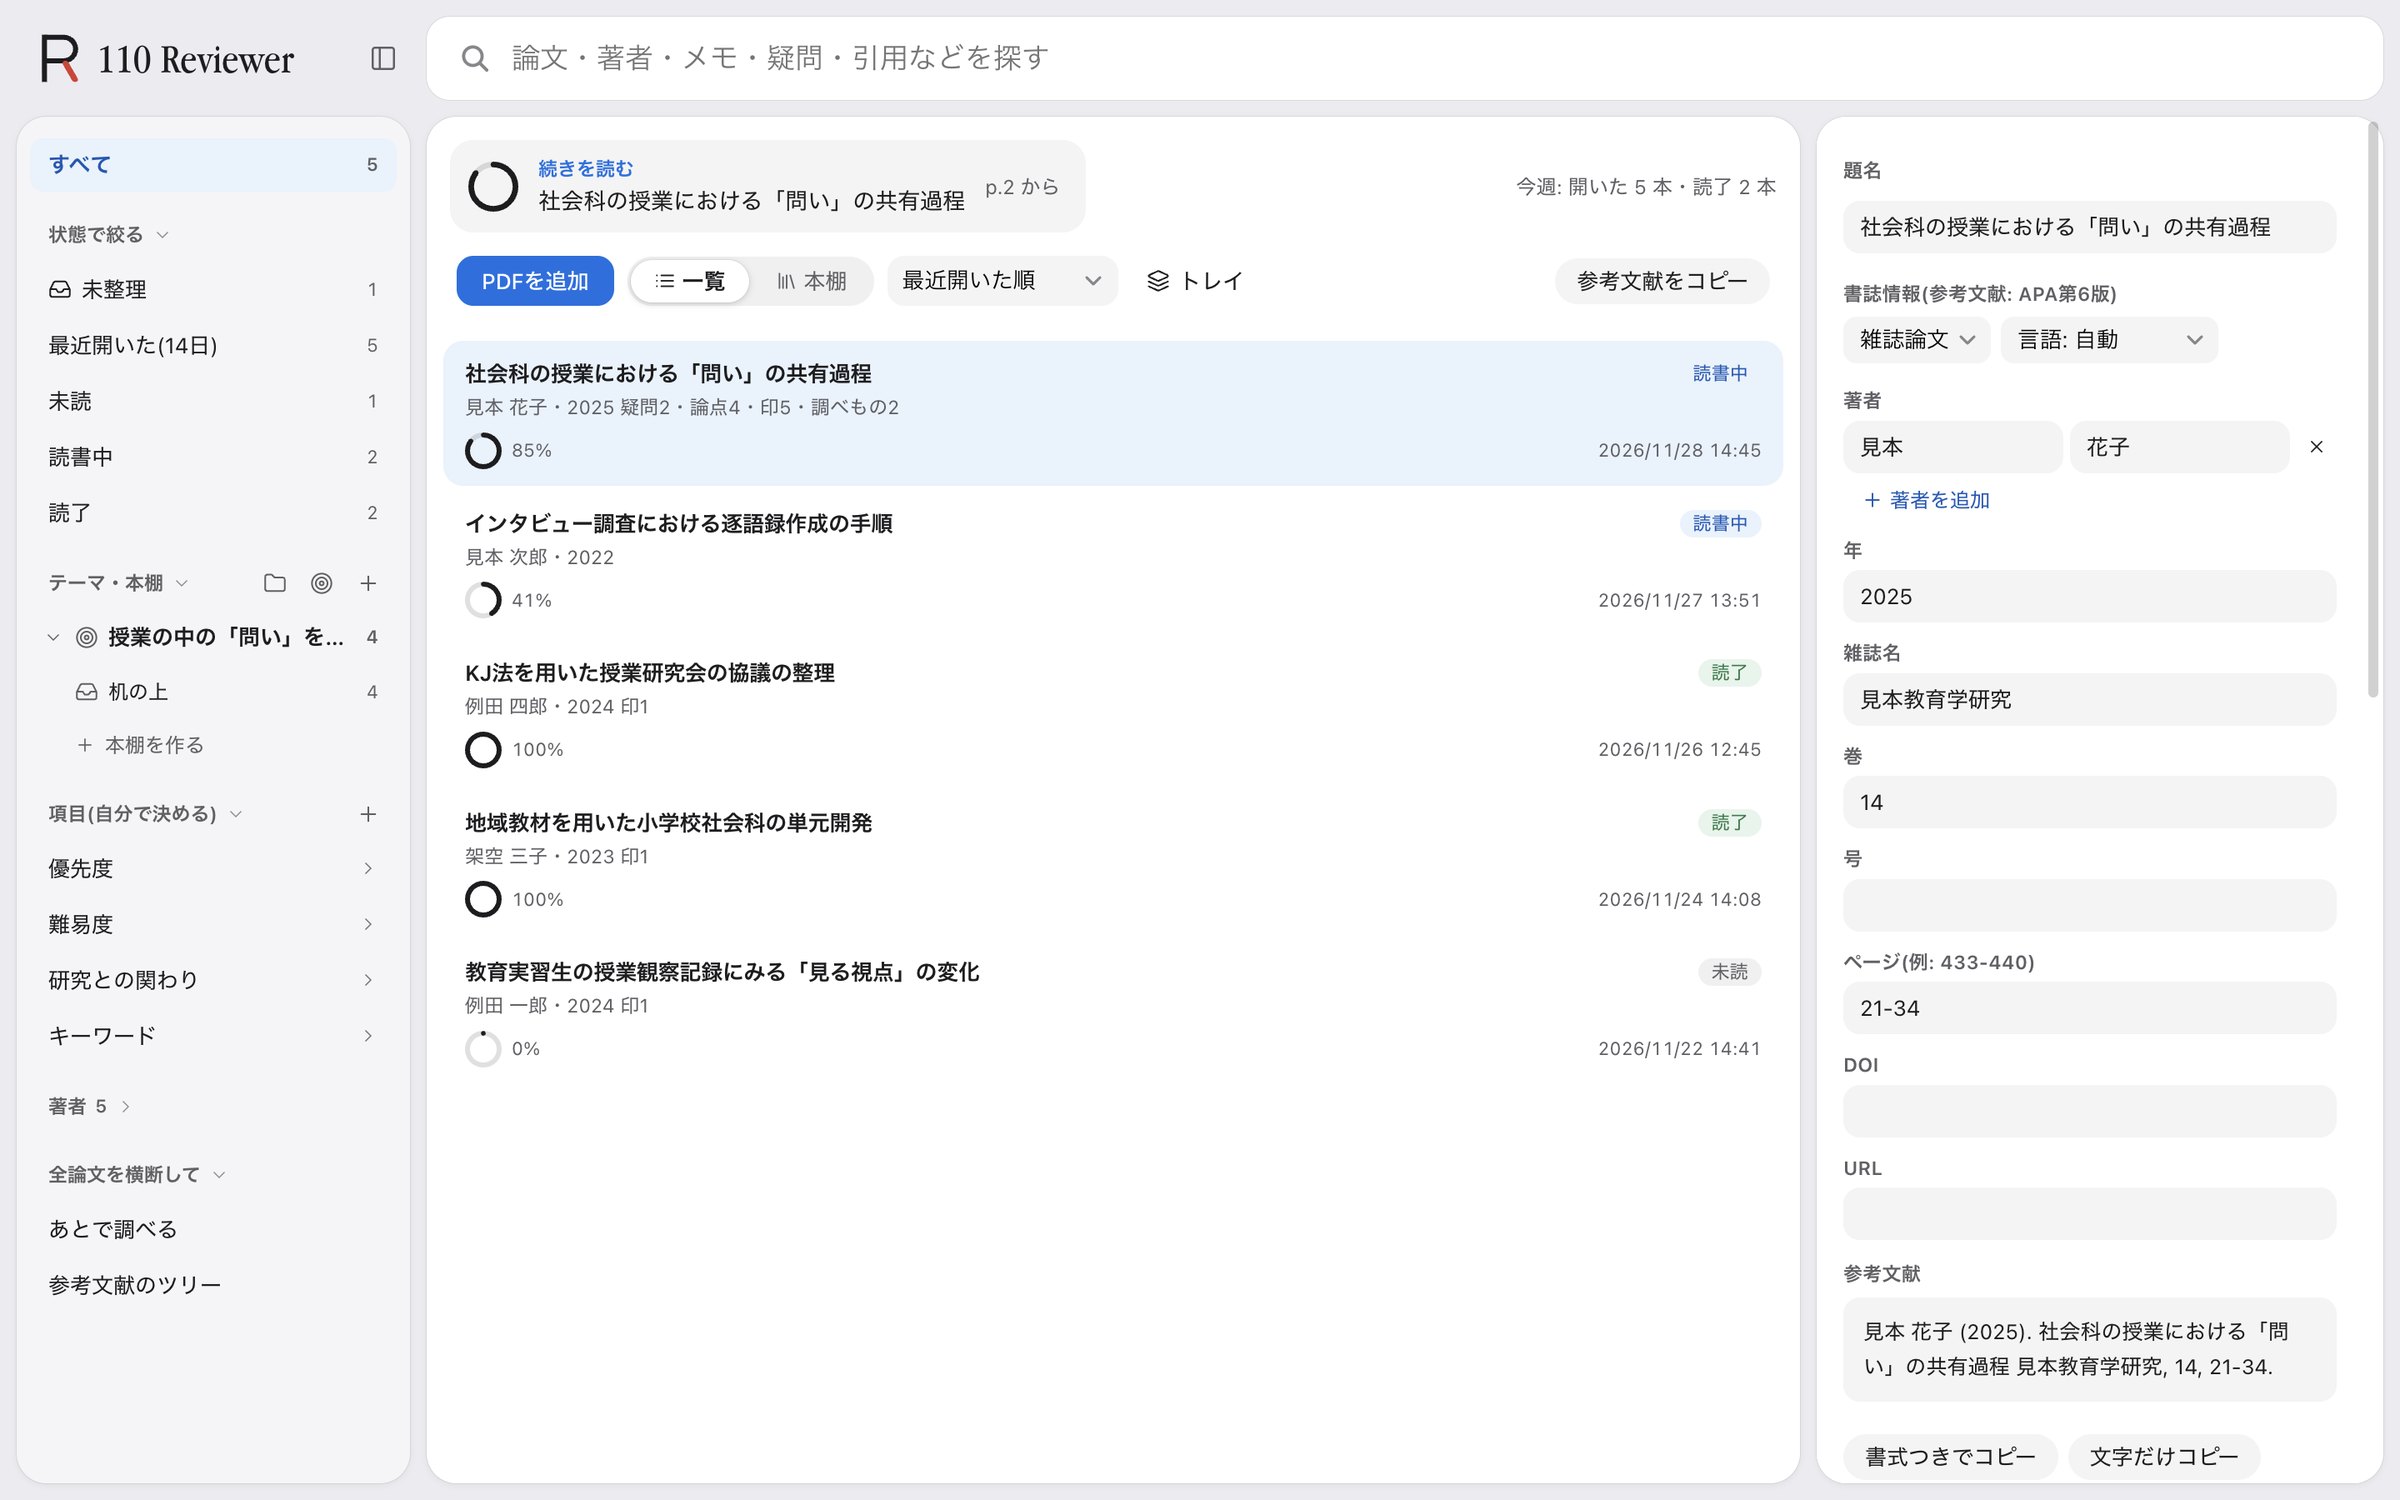 110 Reviewer
論文・著者・メモ・疑問・引用などを探す
すべて 5
状態で絞る
未整理 1
最近開いた(14日) 5
未読 1
読書中 2
読了 2
テーマ・本棚
授業の中の「問い」を... 4
机の上 4
本棚を作る
項目(自分で決める)
優先度
難易度
研究との関わり
キーワード
著者 5
全論文を横断して
あとで調べる
参考文献のツリー
続きを読む
社会科の授業における「問い」の共有過程 p.2 から
今週: 開いた 5 本・読了 2 本
PDFを追加 一覧 本棚 最近開いた順 トレイ 参考文献をコピー
社会科の授業における「問い」の共有過程 読書中
見本 花子・2025 疑問2・論点4・印5・調べもの2
85% 2026/11/28 14:45
インタビュー調査における逐語録作成の手順 読書中
見本 次郎・2022
41% 2026/11/27 13:51
KJ法を用いた授業研究会の協議の整理 読了
例田 四郎・2024 印1
100% 2026/11/26 12:45
地域教材を用いた小学校社会科の単元開発 読了
架空 三子・2023 印1
100% 2026/11/24 14:08
教育実習生の授業観察記録にみる「見る視点」の変化 未読
例田 一郎・2024 印1
0% 2026/11/22 14:41
題名
社会科の授業における「問い」の共有過程
書誌情報(参考文献: APA第6版)
雑誌論文 言語: 自動
著者
見本 花子 ×
著者を追加
年
2025
雑誌名
見本教育学研究
巻
14
号
ページ(例: 433-440)
21-34
DOI
URL
参考文献
見本 花子 (2025). 社会科の授業における「問
い」の共有過程 見本教育学研究, 14, 21-34.
書式つきでコピー 文字だけコピー